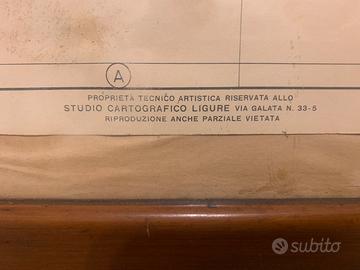 A
PROPRIETÀ TECNICO ARTISTICA RISERVATA ALLO
STUDIO CARTOGRAFICO LIGURE VIA GALATA N. 33-5
RIPRODUZIONE ANCHE PARZIALE VIETATA
subito